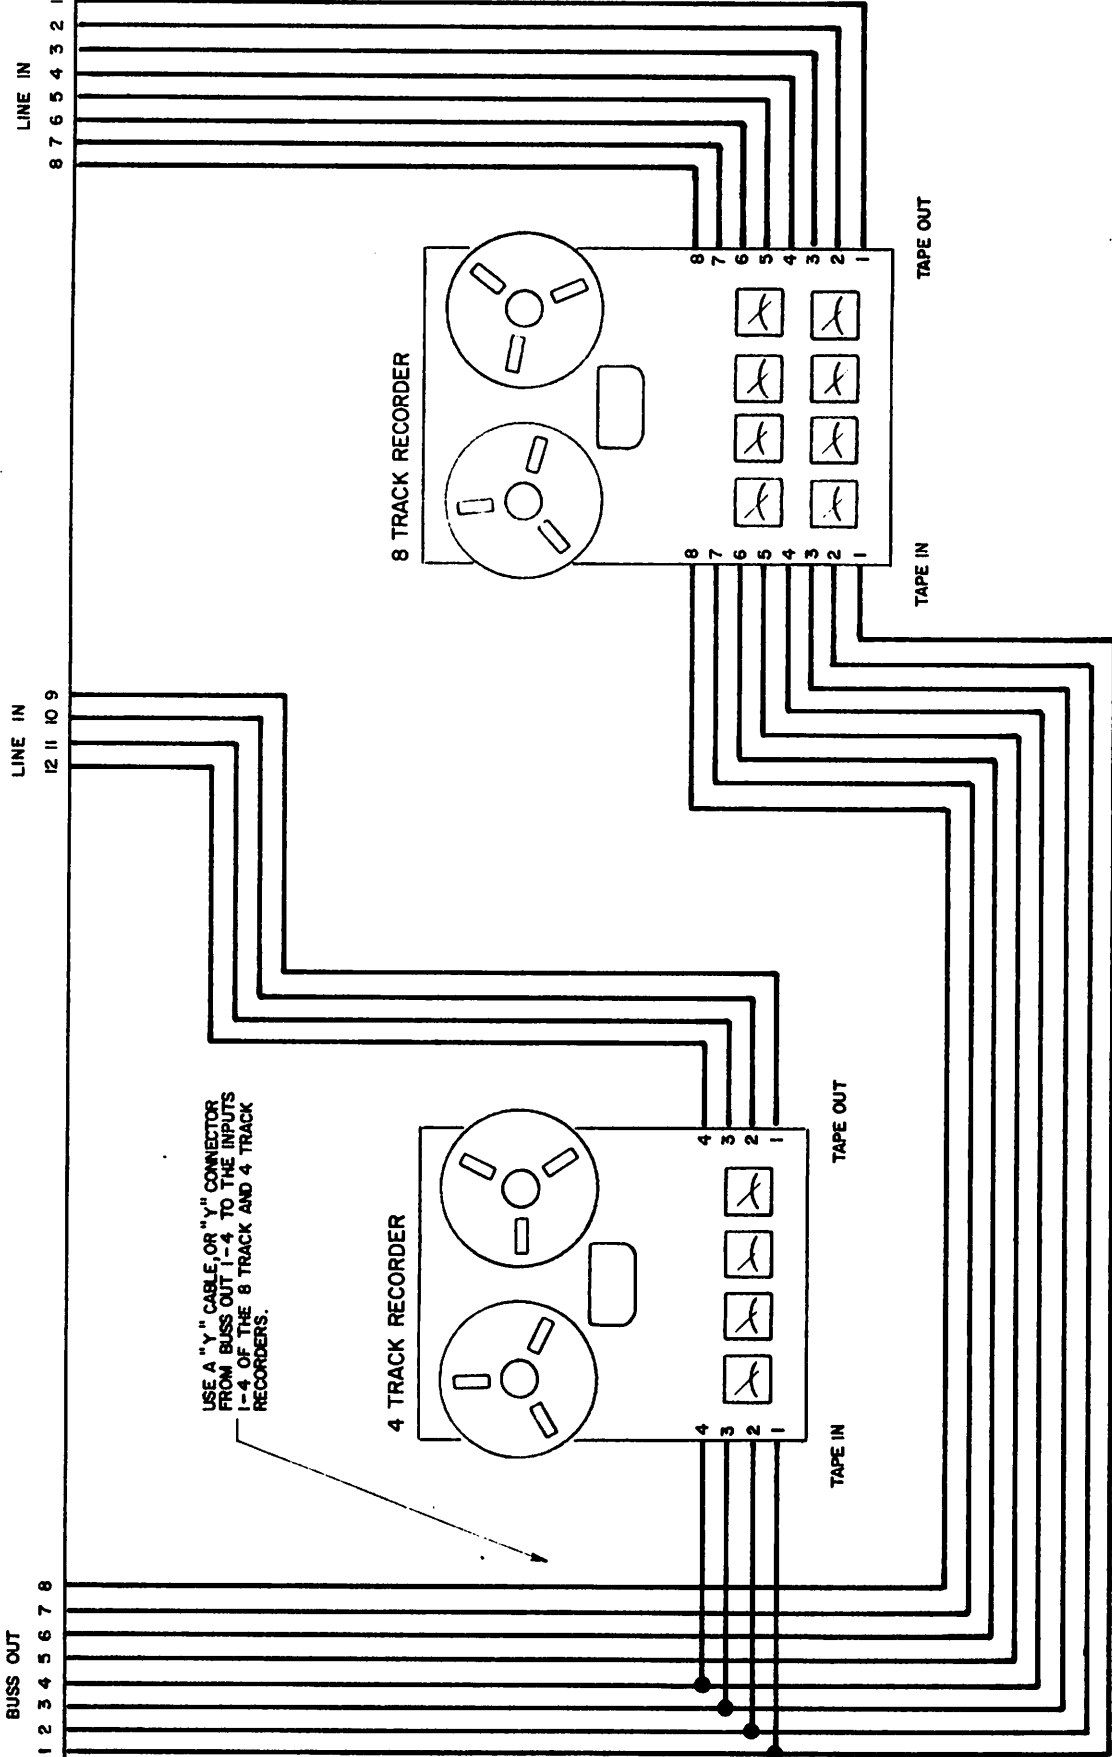 BUSS OUT
1 2 3 4 5 6 7 8
LINE IN
12 11 10 9
LINE IN
8 7 6 5 4 3 2 1
USE A "Y" CABLE, OR "Y" CONNECTOR
FROM BUSS OUT 1-4 TO THE INPUTS
1-4 OF THE 8 TRACK AND 4 TRACK
RECORDERS.
4 TRACK RECORDER
4
3
2
1
TAPE IN
4
3
2
1
TAPE OUT
8 TRACK RECORDER
8
7
6
5
4
3
2
1
TAPE IN
8
7
6
5
4
3
2
1
TAPE OUT